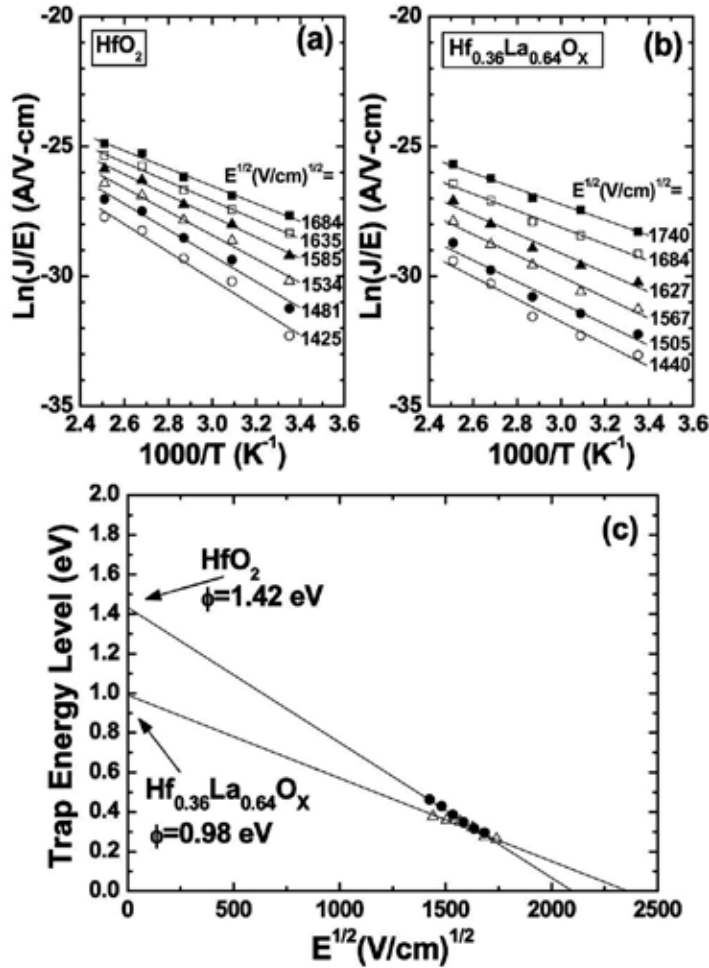 (a)
HfO₂
Ln(J/E) (A/V-cm)
-20
-25
-30
-35
E^1/2(V/cm)^1/2=
1684
1635
1585
1534
1481
1425
2.4 2.6 2.8 3.0 3.2 3.4 3.6
1000/T (K⁻¹)
(b)
Hf₀.₃₆La₀.₆₄Oₓ
Ln(J/E) (A/V-cm)
-20
-25
-30
-35
E^1/2(V/cm)^1/2=
1740
1684
1627
1567
1505
1440
2.4 2.6 2.8 3.0 3.2 3.4 3.6
1000/T (K⁻¹)
(c)
Trap Energy Level (eV)
2.0
1.8
1.6
1.4
1.2
1.0
0.8
0.6
0.4
0.2
0.0
HfO₂
ϕ=1.42 eV
Hf₀.₃₆La₀.₆₄Oₓ
ϕ=0.98 eV
0 500 1000 1500 2000 2500
E^1/2(V/cm)^1/2